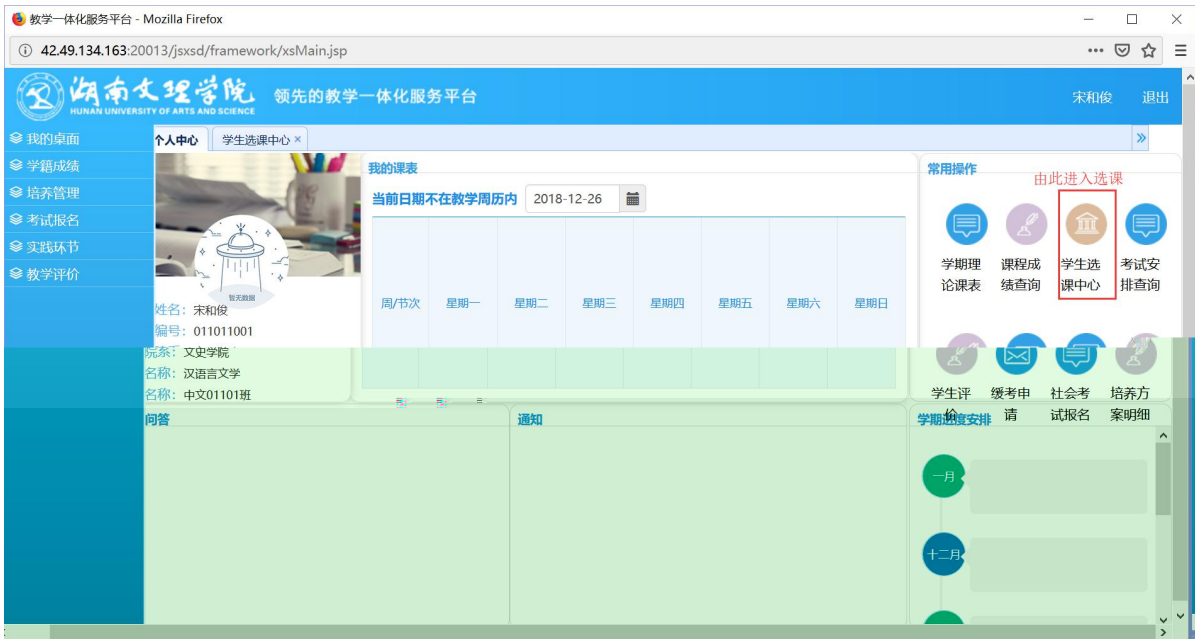 教学一体化服务平台 - Mozilla Firefox
42.49.134.163:20013/jsxsd/framework/xsMain.jsp
湖南文理学院
HUNAN UNIVERSITY OF ARTS AND SCIENCE
领先的教学一体化服务平台
宋和俊 退出
我的桌面
学籍成绩
培养管理
考试报名
实践环节
教学评价
个人中心 学生选课中心 ×
暂无数据
姓名：宋和俊
编号：011011001
院系：文史学院
名称：汉语言文学
名称：中文01101班
我的课表
当前日期不在教学周历内 2018-12-26
周/节次 星期一 星期二 星期三 星期四 星期五 星期六 星期日
常用操作
由此进入选课
学期理论课表
课程成绩查询
学生选课中心
考试安排查询
学生评价
缓考申请
社会考试报名
培养方案明细
问答
通知
学期进度安排
一月
十二月